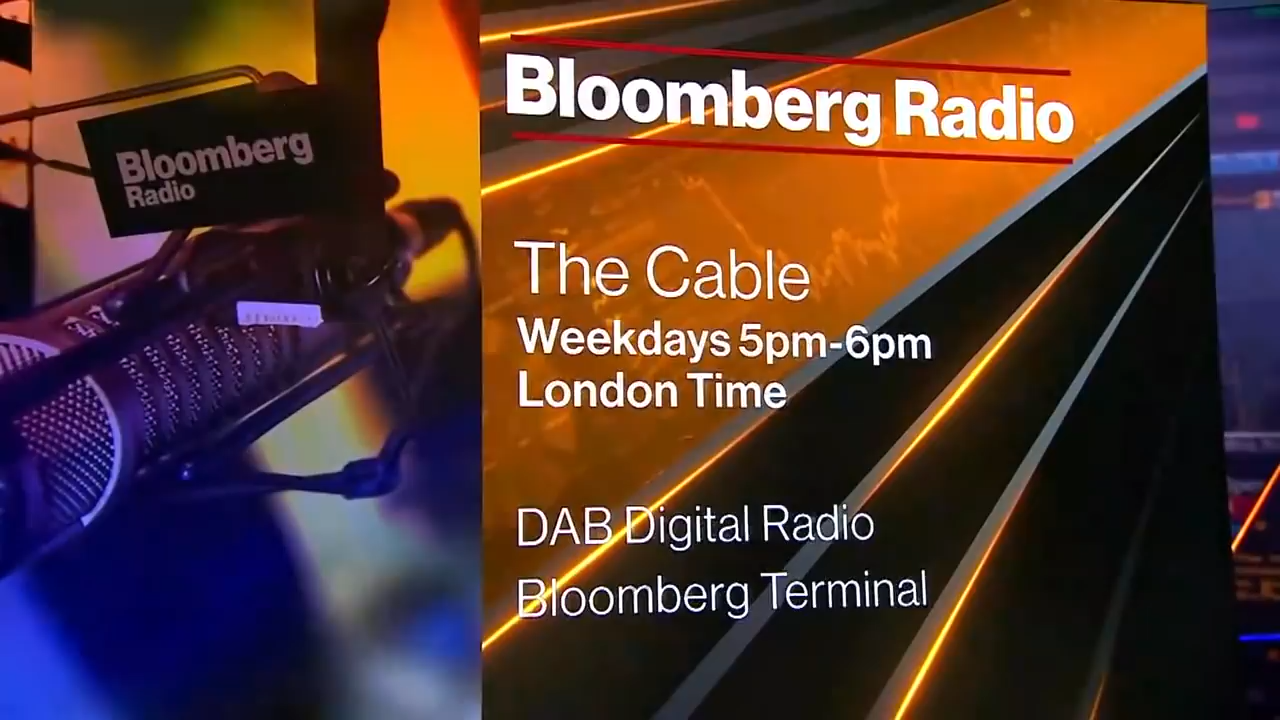 Bloomberg
Radio
Bloomberg Radio
The Cable
Weekdays 5pm-6pm
London Time
DAB Digital Radio
Bloomberg Terminal